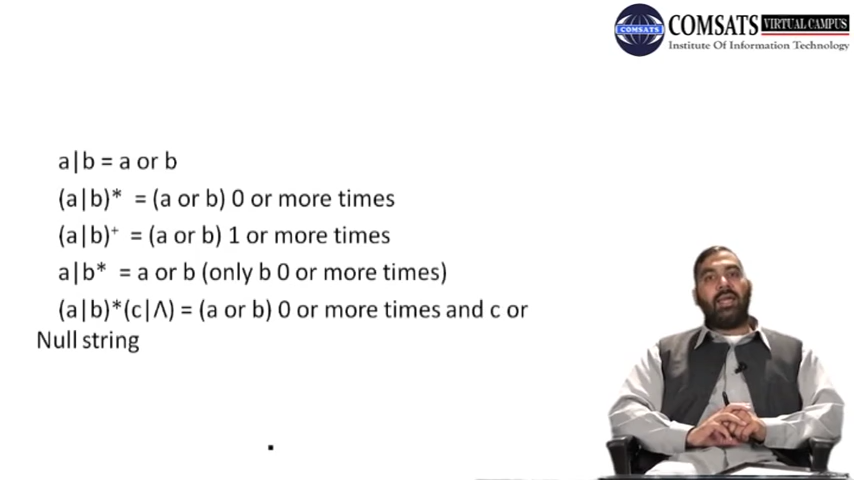 COMSATS VIRTUAL CAMPUS
COMSATS
Institute Of Information Technology
a|b = a or b
(a|b)* = (a or b) 0 or more times
(a|b)⁺ = (a or b) 1 or more times
a|b* = a or b (only b 0 or more times)
(a|b)*(c|Λ) = (a or b) 0 or more times and c or
Null string